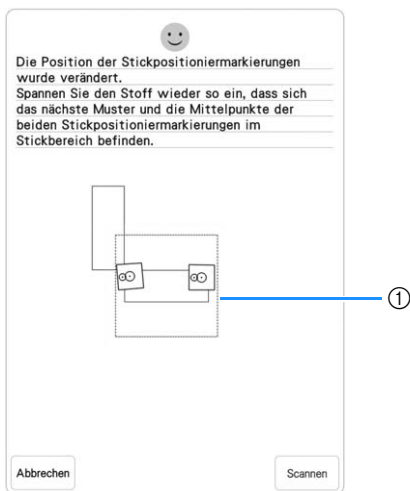 Die Position der Stickpositioniermarkierungen
wurde verändert.
Spannen Sie den Stoff wieder so ein, dass sich
das nächste Muster und die Mittelpunkte der
beiden Stickpositioniermarkierungen im
Stickbereich befinden.
①
Abbrechen
Scannen